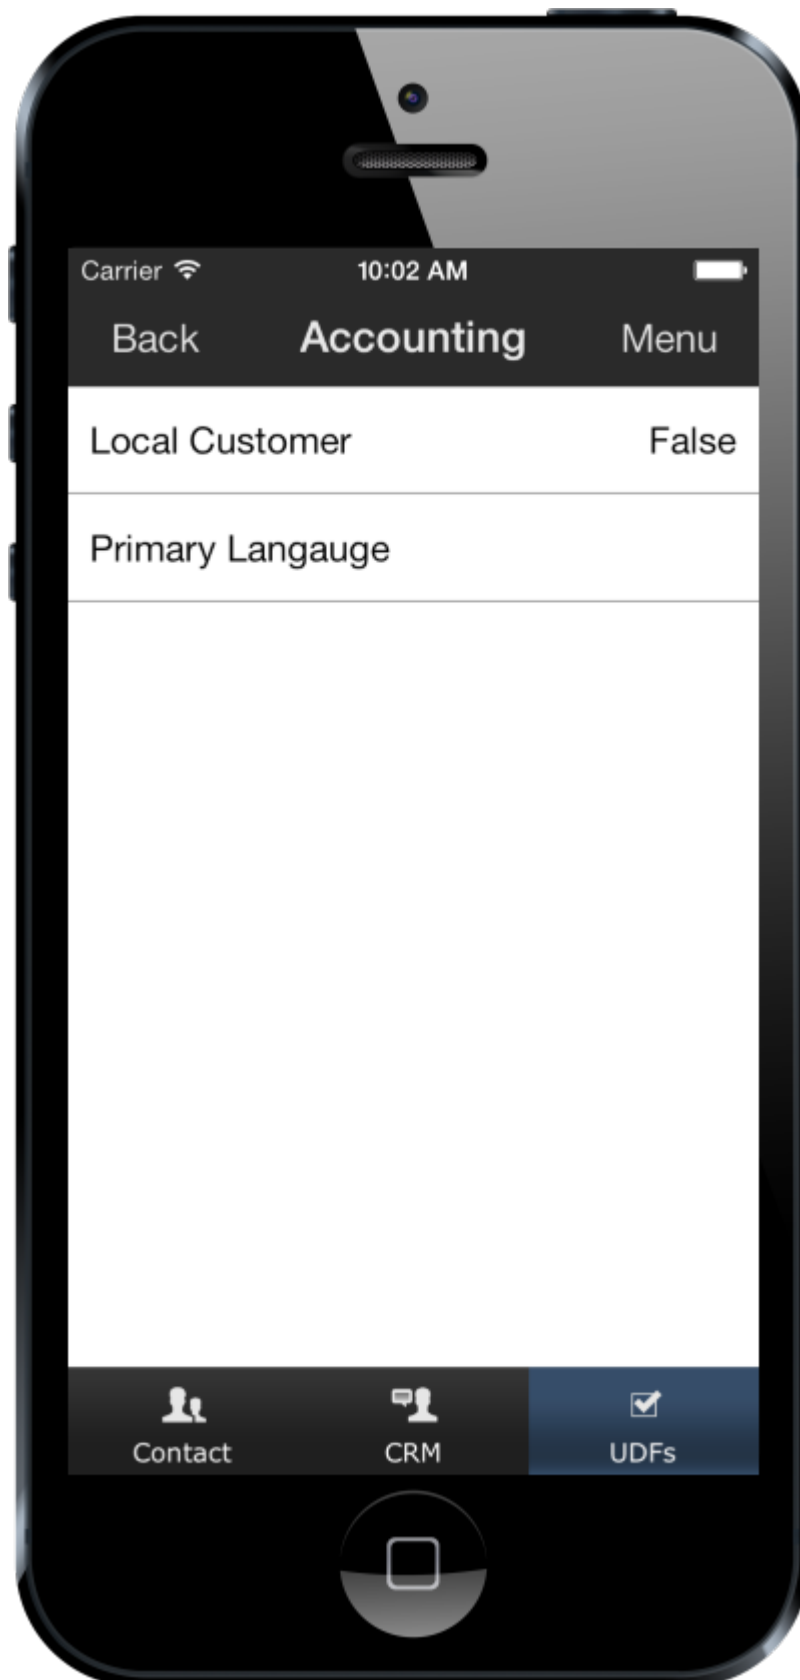 Carrier 10:02 AM
Back Accounting Menu
Local Customer False
Primary Langauge
Contact CRM UDFs